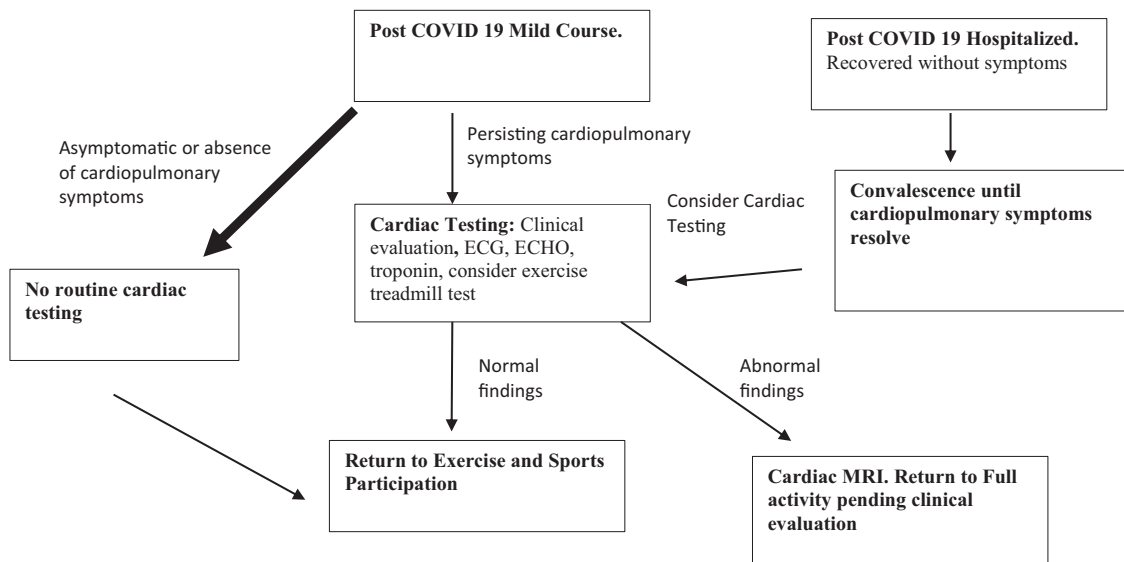 Post COVID 19 Mild Course.
Post COVID 19 Hospitalized.
Recovered without symptoms
Asymptomatic or absence
of cardiopulmonary
symptoms
Persisting cardiopulmonary
symptoms
Consider Cardiac
Testing
Convalescence until
cardiopulmonary symptoms
resolve
Cardiac Testing: Clinical
evaluation, ECG, ECHO,
troponin, consider exercise
treadmill test
No routine cardiac
testing
Normal
findings
Abnormal
findings
Return to Exercise and Sports
Participation
Cardiac MRI. Return to Full
activity pending clinical
evaluation